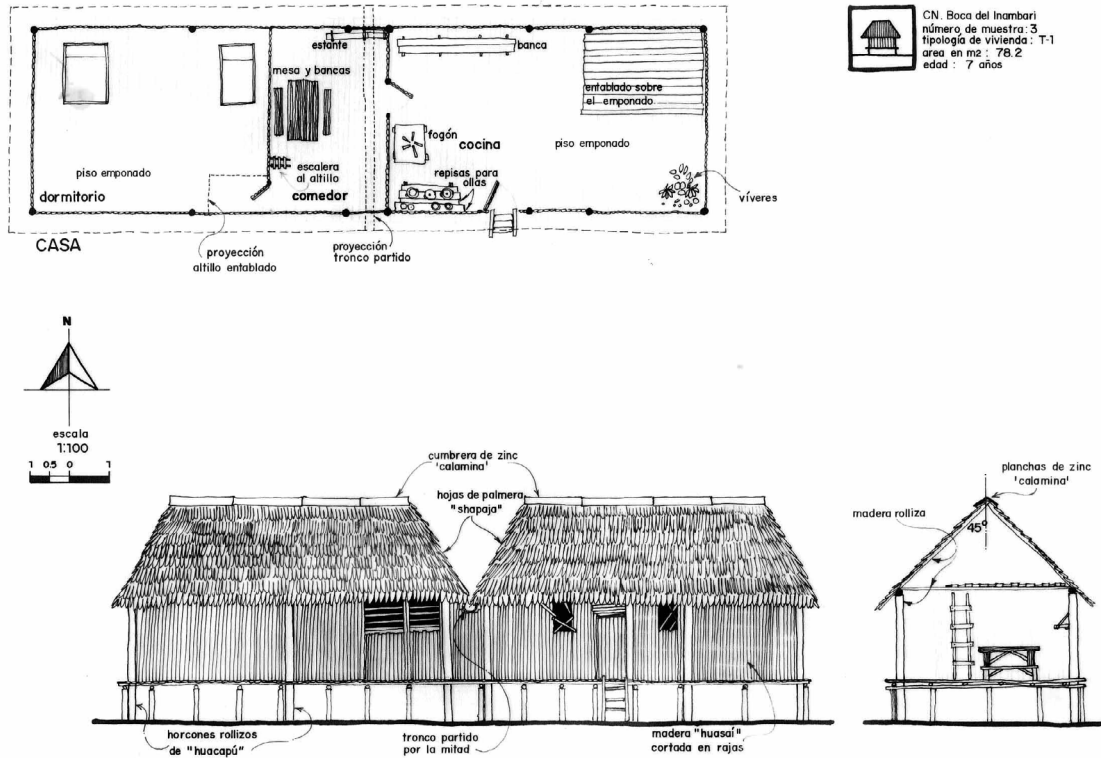 CN. Boca del Inambari
número de muestra: 3
tipología de vivienda : T-1
area en m2 : 78.2
edad : 7 años
estante
banca
mesa y bancas
entablado sobre
el emponado
fogón
cocina
piso emponado
piso emponado
escalera
al altillo
repisas para
ollas
dormitorio
comedor
víveres
CASA
proyección
altillo entablado
proyección
tronco partido
N
escala
1:100
1 0.5 0 1
cumbrera de zinc
'calamina'
hojas de palmera
"shapaja"
planchas de zinc
'calamina'
madera rolliza
45°
horcones rollizos
de "huacapú"
tronco partido
por la mitad
madera "huasaí"
cortada en rajas